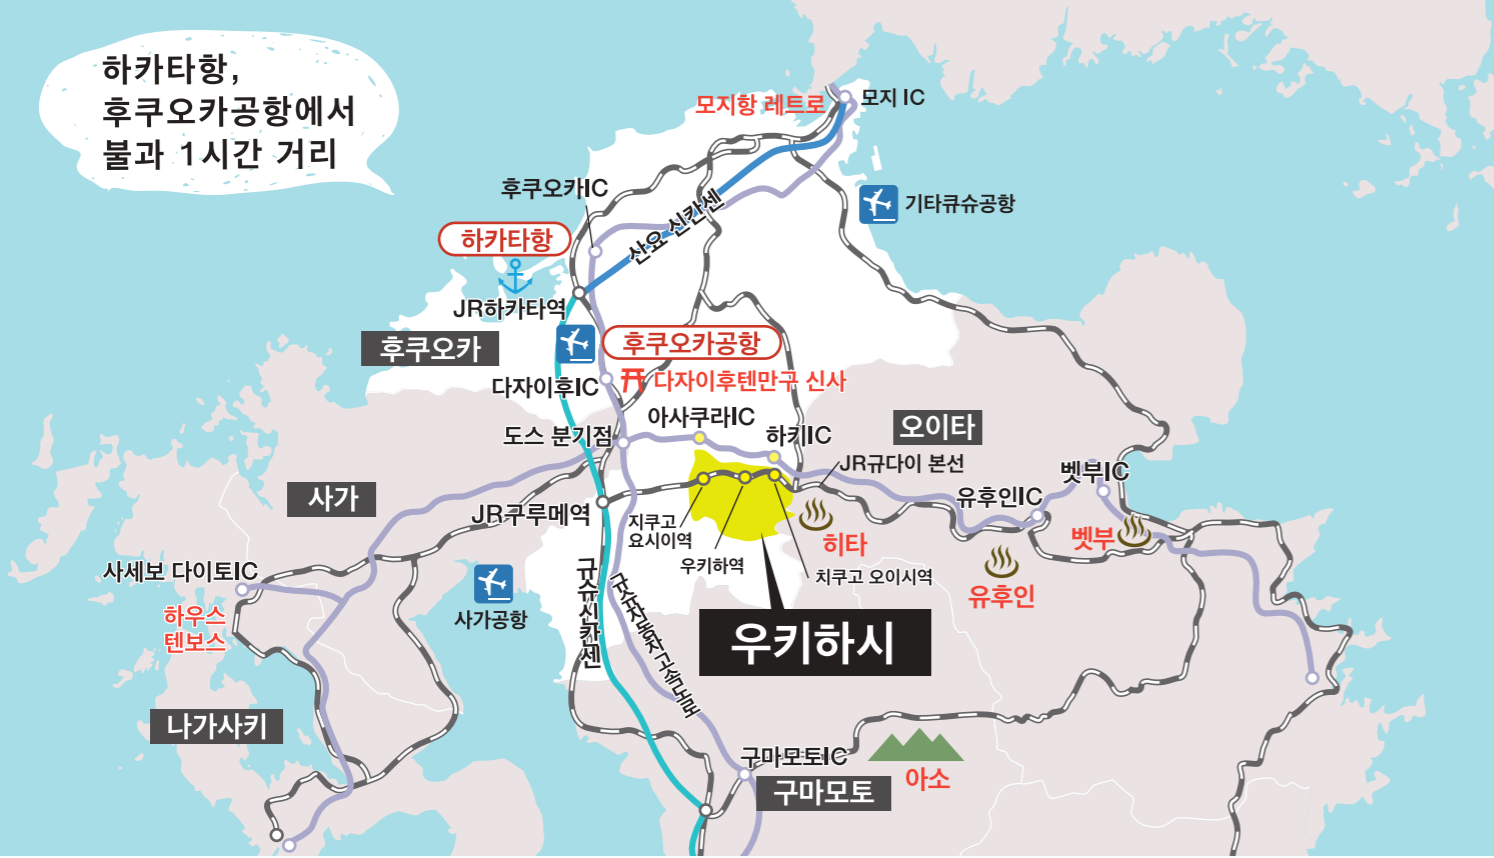 하카타항,
후쿠오카공항에서
불과 1시간 거리
모지항 레트로
모지 IC
후쿠오카IC
기타큐슈공항
산요 신칸센
하카타항
JR하카타역
후쿠오카
후쿠오카공항
다자이후IC
다자이후텐만구 신사
아사쿠라IC
도스 분기점
하키IC
오이타
JR규다이 본선
벳부IC
사가
유후인IC
JR구루메역
지쿠고
요시이역
우키하역
치쿠고 오이시역
히타
벳부
유후인
사세보 다이토IC
하우스
텐보스
사가공항
규슈신칸센
규슈자동차고속도로
우키하시
나가사키
구마모토IC
구마모토
아소